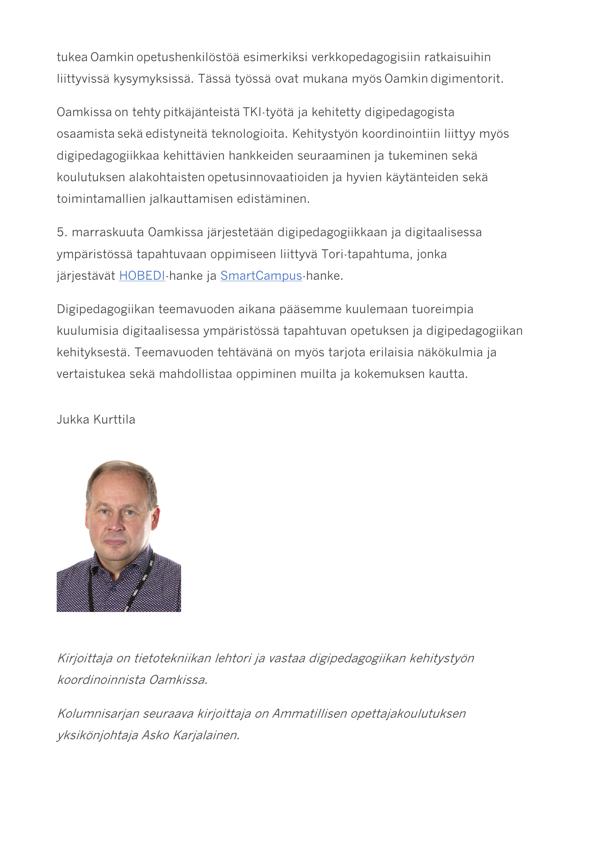 tukea Oamkin opetushenkilöstöä esimerkiksi verkkopedagogisiin ratkaisuihin
liittyvissä kysymyksissä. Tässä työssä ovat mukana myös Oamkin digimentorit.
Oamkissa on tehty pitkäjänteistä TKI-työtä ja kehitetty digipedagogista
osaamista sekä edistyneitä teknologioita. Kehitystyön koordinointiin liittyy myös
digipedagogiikkaa kehittävien hankkeiden seuraaminen ja tukeminen sekä
koulutuksen alakohtaisten opetusinnovaatioiden ja hyvien käytänteiden sekä
toimintamallien jalkauttamisen edistäminen.
5. marraskuuta Oamkissa järjestetään digipedagogiikkaan ja digitaalisessa
ympäristössä tapahtuvaan oppimiseen liittyvä Tori-tapahtuma, jonka
järjestävät HOBEDI-hanke ja SmartCampus-hanke.
Digipedagogiikan teemavuoden aikana pääsemme kuulemaan tuoreimpia
kuulumisia digitaalisessa ympäristössä tapahtuvan opetuksen ja digipedagogiikan
kehityksestä. Teemavuoden tehtävänä on myös tarjota erilaisia näkökulmia ja
vertaistukea sekä mahdollistaa oppiminen muilta ja kokemuksen kautta.
Jukka Kurttila
Kirjoittaja on tietotekniikan lehtori ja vastaa digipedagogiikan kehitystyön
koordinoinnista Oamkissa.
Kolumnisarjan seuraava kirjoittaja on Ammatillisen opettajakoulutuksen
yksikönjohtaja Asko Karjalainen.